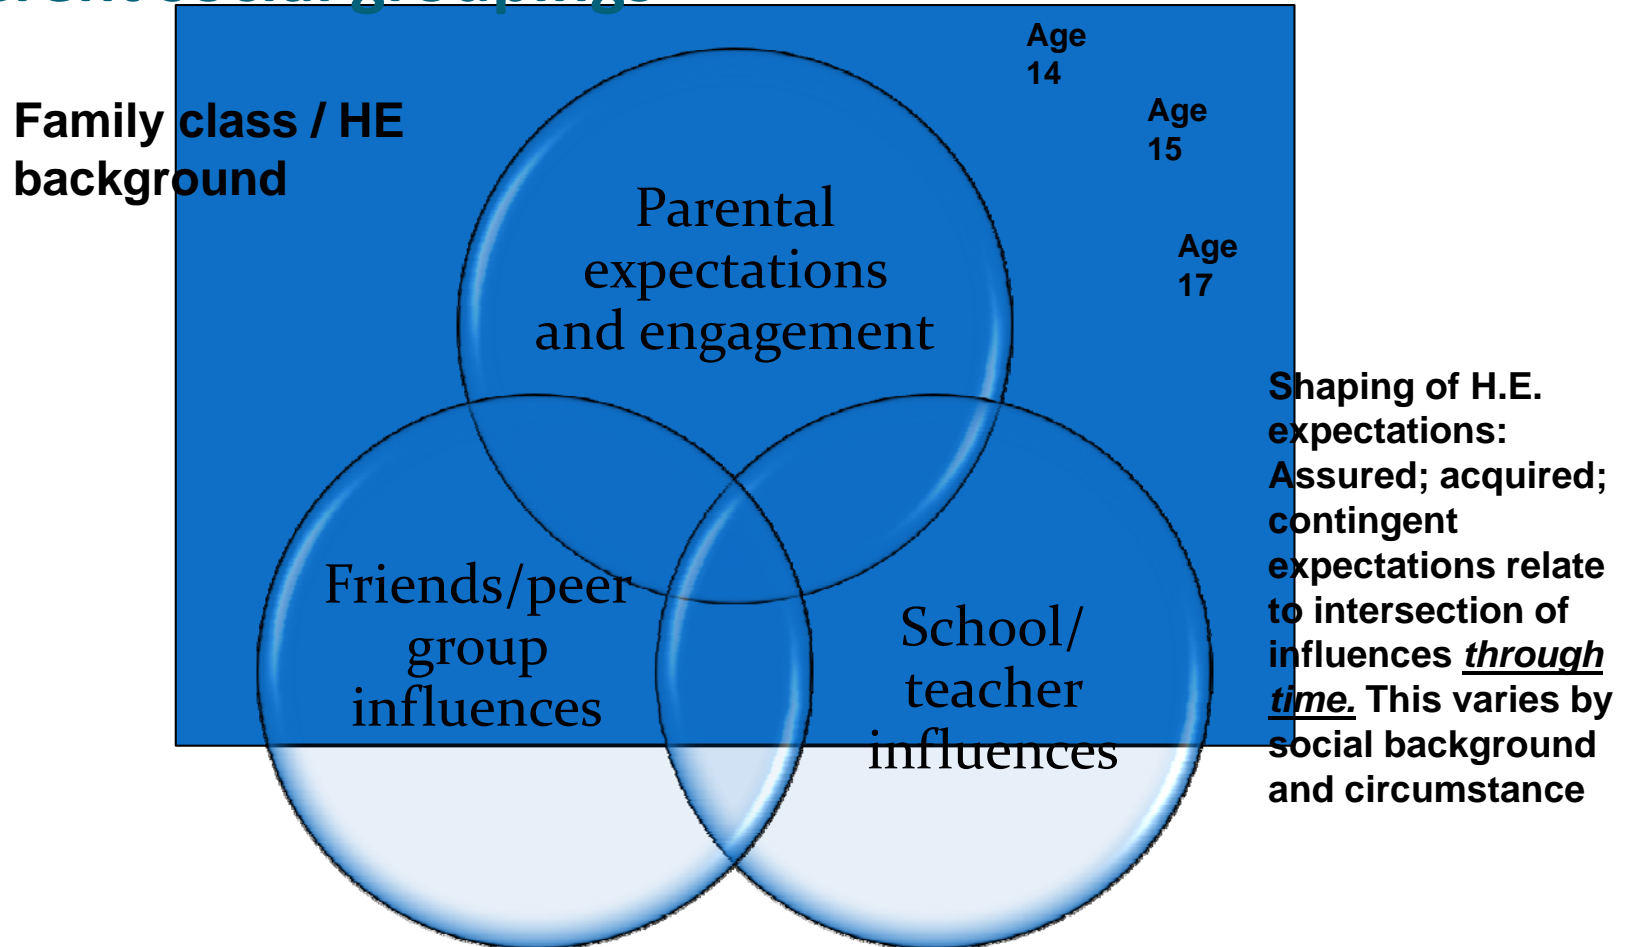 social groupings
Age
14
Family class / HE
background
Age
15
Parental
expectations
and engagement
Age
17
Shaping of H.E.
expectations:
Assured; acquired;
contingent
expectations relate
to intersection of
influences through
time. This varies by
social background
and circumstance
Friends/peer
group
influences
School/
teacher
influences